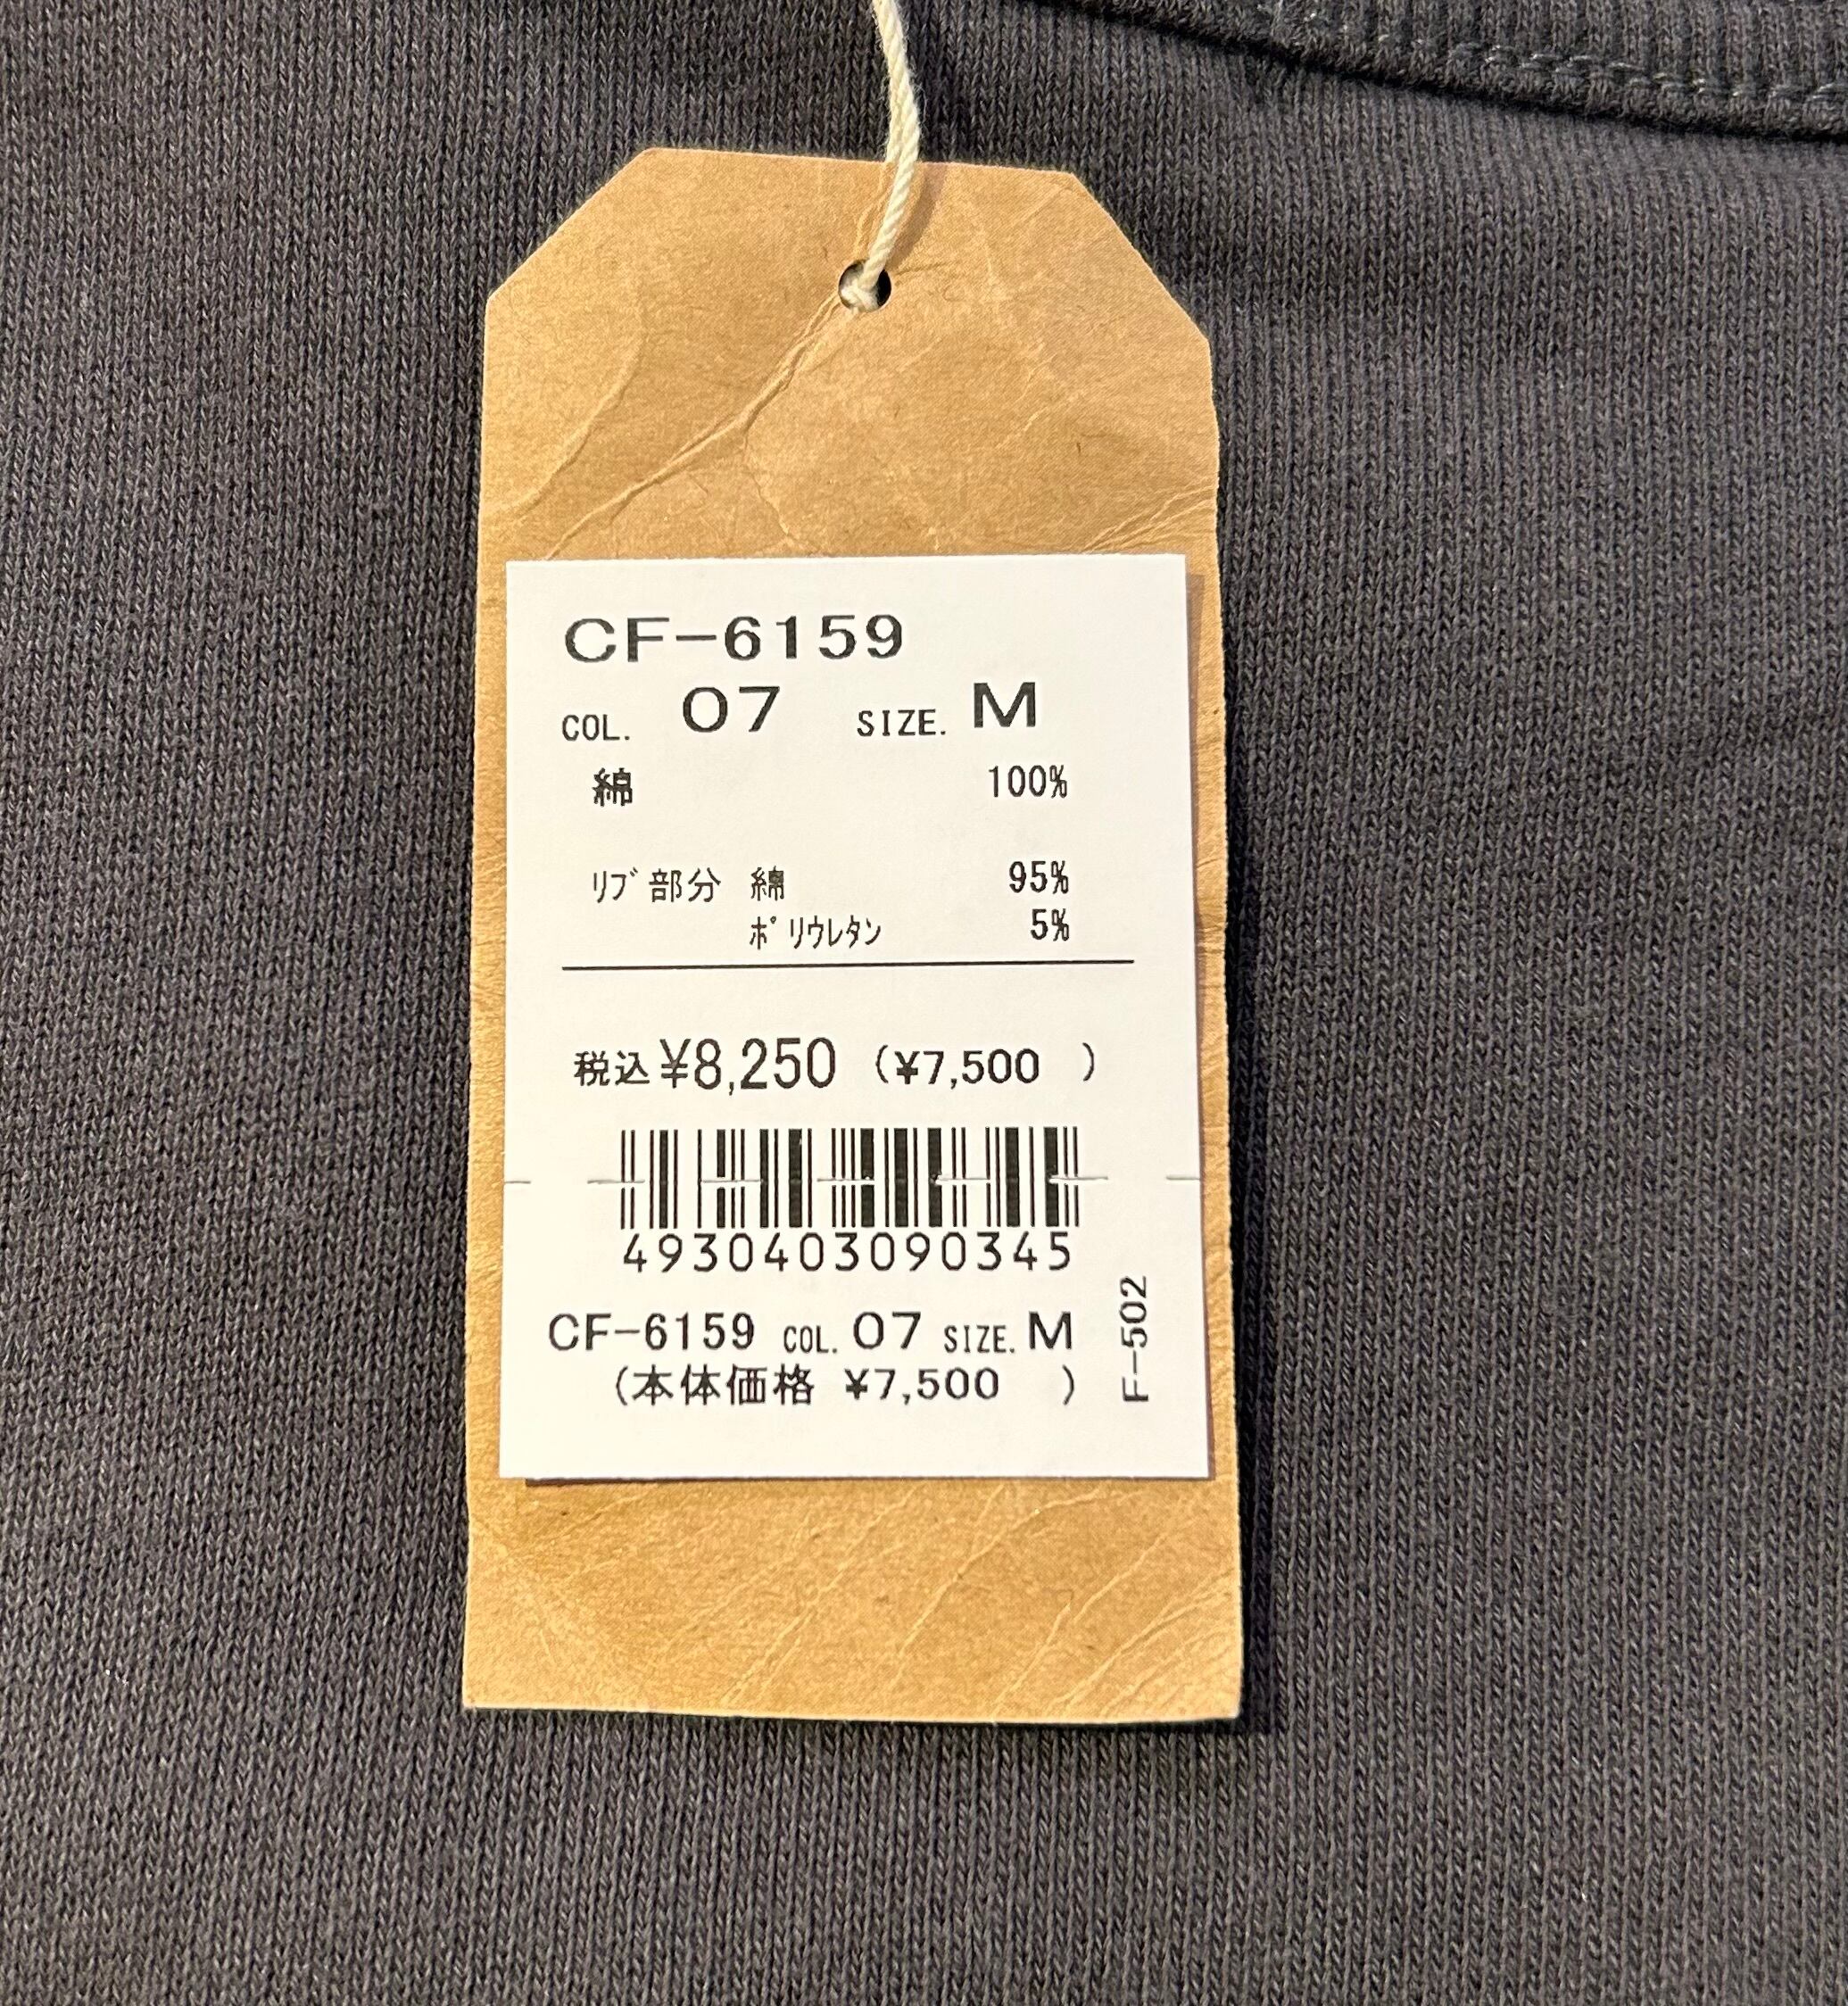 CF-6159
COL. 07 SIZE. M
綿 100%
ﾘﾌﾞ部分 綿 95%
ﾎﾟﾘｳﾚﾀﾝ 5%
税込 ¥8,250 (¥7,500 )
4930403090345
CF-6159 COL. 07 SIZE. M
(本体価格 ¥7,500 )
F-502